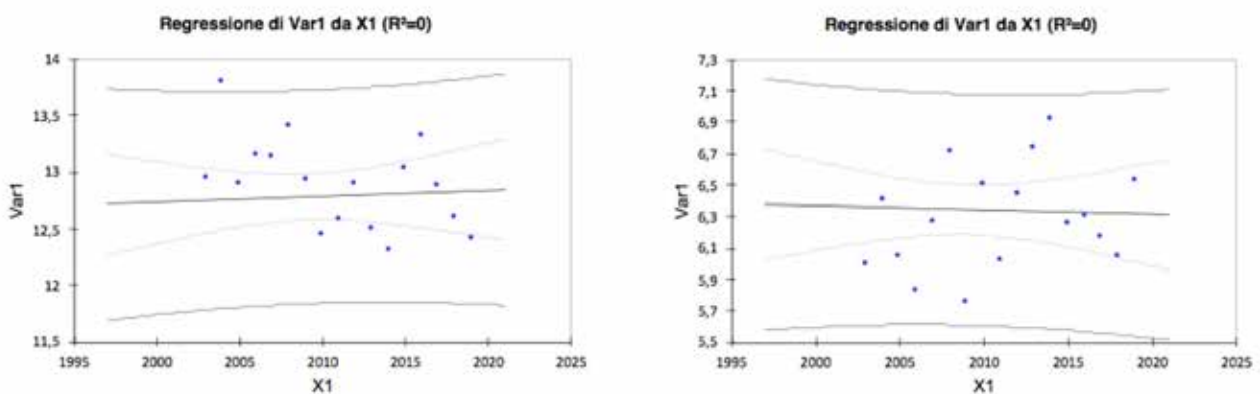 Regressione di Var1 da X1 (R²=0)
14
13,5
13
12,5
12
11,5
Var1
1995 2000 2005 2010 2015 2020 2025
X1
Regressione di Var1 da X1 (R²=0)
7,3
7,1
6,9
6,7
6,5
6,3
6,1
5,9
5,7
5,5
Var1
1995 2000 2005 2010 2015 2020 2025
X1